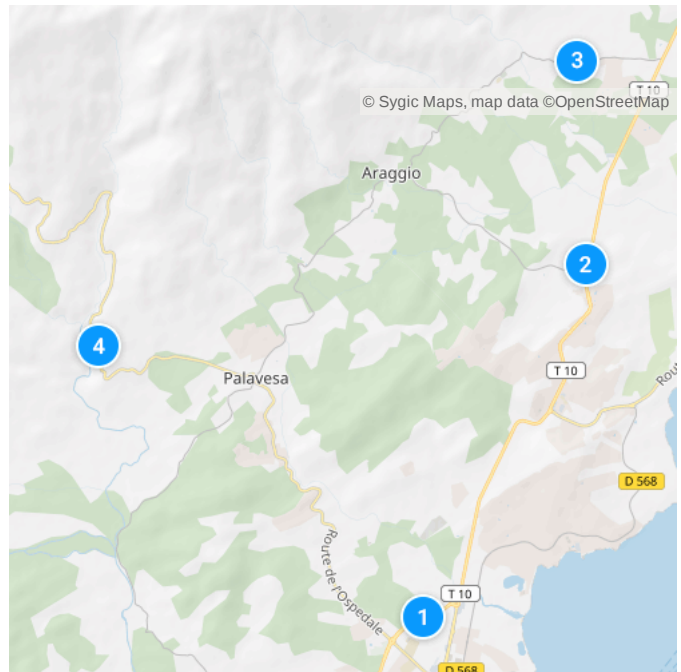 3
T 10
© Sygic Maps, map data ©OpenStreetMap
Araggio
2
4
T 10
Palavesa
D 568
Route de l'Ospedale
T 10
1
D 568